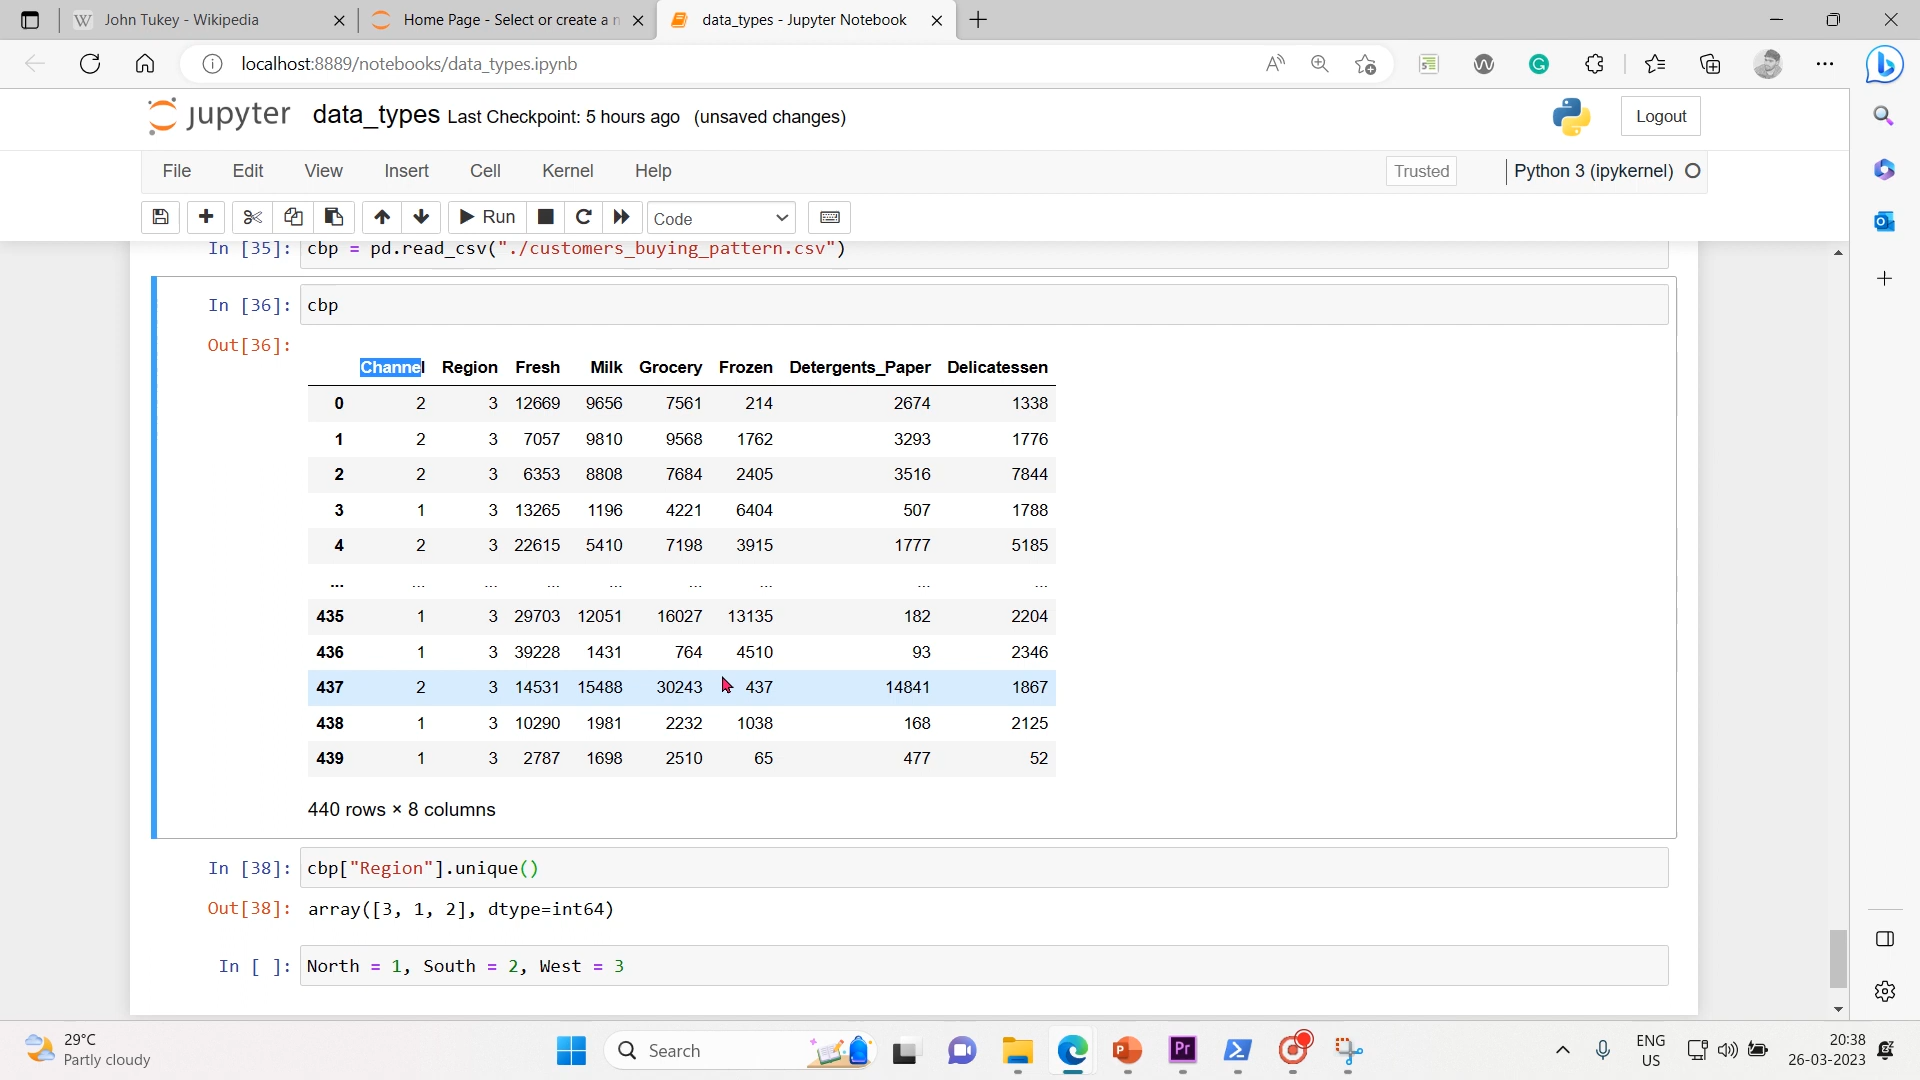 John Tukey - Wikipedia
Home Page - Select or create a n
data_types - Jupyter Notebook
localhost:8889/notebooks/data_types.ipynb
jupyter data_types Last Checkpoint: 5 hours ago (unsaved changes)
Logout
File Edit View Insert Cell Kernel Help
Trusted
Python 3 (ipykernel)
Run
Code
In [35]: cbp = pd.read_csv("./customers_buying_pattern.csv")
In [36]: cbp
Out[36]:
Channel Region Fresh Milk Grocery Frozen Detergents_Paper Delicatessen
0 2 3 12669 9656 7561 214 2674 1338
1 2 3 7057 9810 9568 1762 3293 1776
2 2 3 6353 8808 7684 2405 3516 7844
3 1 3 13265 1196 4221 6404 507 1788
4 2 3 22615 5410 7198 3915 1777 5185
... ... ... ... ... ... ... ... ...
435 1 3 29703 12051 16027 13135 182 2204
436 1 3 39228 1431 764 4510 93 2346
437 2 3 14531 15488 30243 437 14841 1867
438 1 3 10290 1981 2232 1038 168 2125
439 1 3 2787 1698 2510 65 477 52
440 rows × 8 columns
In [38]: cbp["Region"].unique()
Out[38]: array([3, 1, 2], dtype=int64)
In [ ]: North = 1, South = 2, West = 3
29°C
Partly cloudy
Search
Pr
ENG
US
20:38
26-03-2023